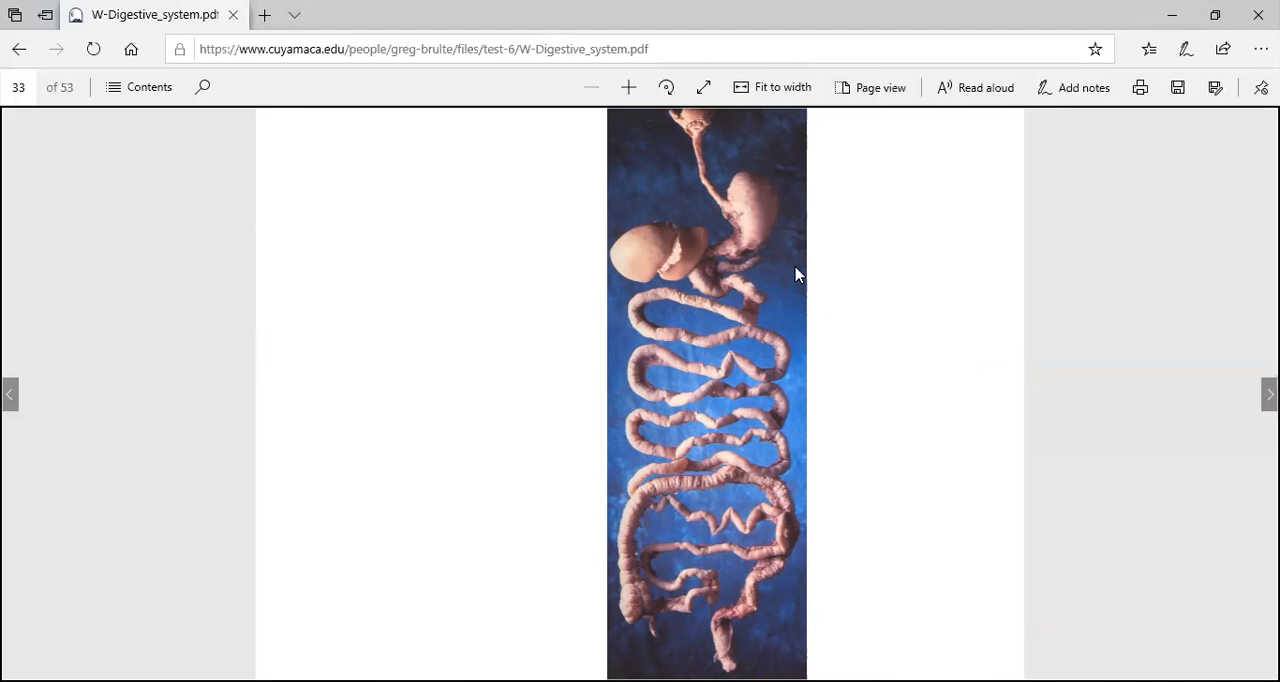 W-Digestive_system.pdf
https://www.cuyamaca.edu/people/greg-brulte/files/test-6/W-Digestive_system.pdf
33 of 53 Contents Fit to width Page view Read aloud Add notes